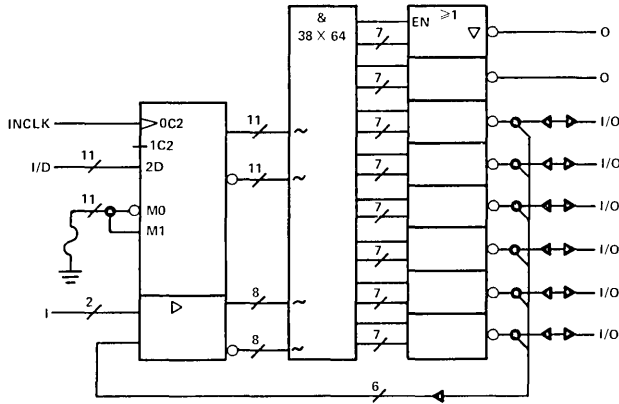 &
38 X 64
EN ≥1
▽
7
O
7
O
INCLK
0C2
1C2
I/D
11
2D
11
M0
M1
11
~
11
~
7
I/O
7
I/O
7
I/O
7
I/O
I
2
▷
8
~
8
~
7
I/O
7
I/O
6